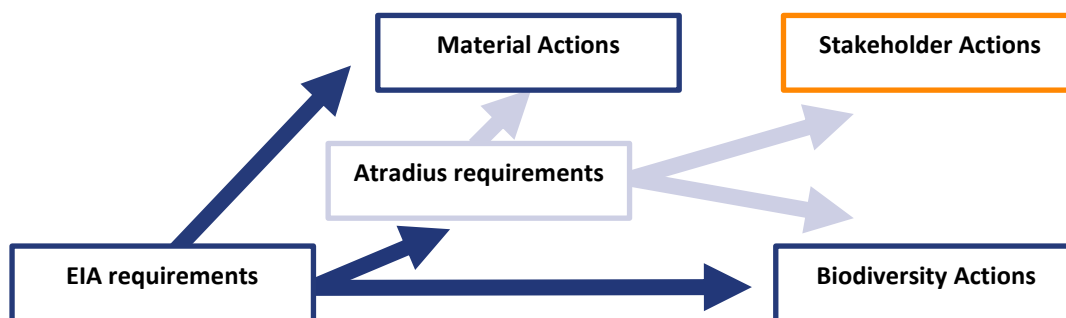 Material Actions
Stakeholder Actions
Atradius requirements
EIA requirements
Biodiversity Actions